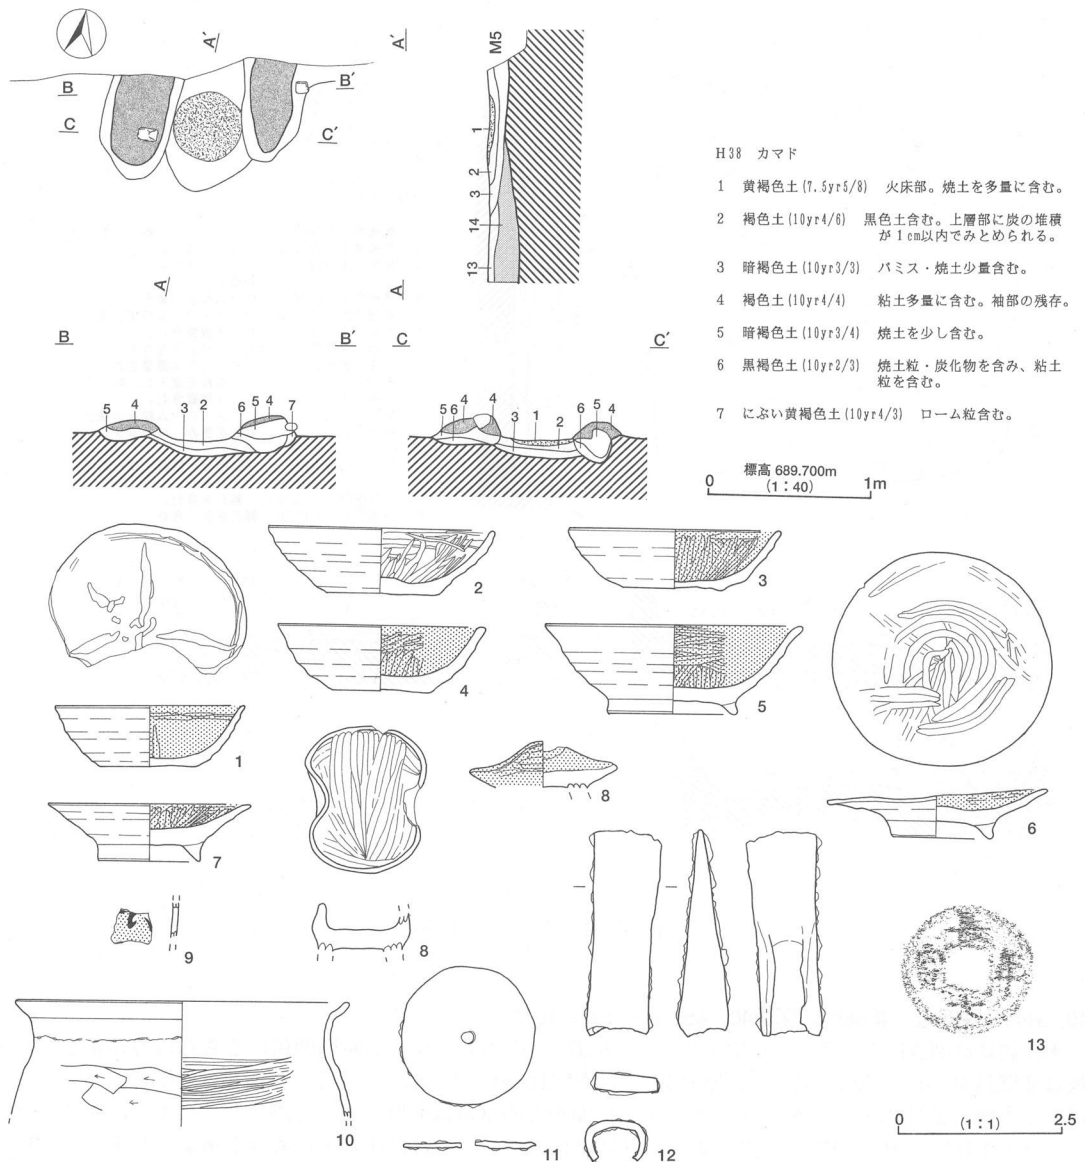 A′
A′
M5
B
B′
C
C′
1
2
3
14
13
A
A
H38 カマド
1 黄褐色土(7.5yr5/8) 火床部。焼土を多量に含む。
2 褐色土(10yr4/6) 黒色土含む。上層部に炭の堆積
が1cm以内でみとめられる。
3 暗褐色土(10yr3/3) パミス・焼土少量含む。
4 褐色土(10yr4/4) 粘土多量に含む。袖部の残存。
5 暗褐色土(10yr3/4) 焼土を少し含む。
6 黒褐色土(10yr2/3) 焼土粒・炭化物を含み、粘土
粒を含む。
7 にぶい黄褐色土(10yr4/3) ローム粒含む。
B
B′
C
C′
5 4 3 2 6 5 4 7
5 6 4 4 3 1 2 6 5 4
標高 689.700m
0 (1:40) 1m
2
3
4
5
1
8
6
7
9
8
13
10
11
12
0 (1:1) 2.5